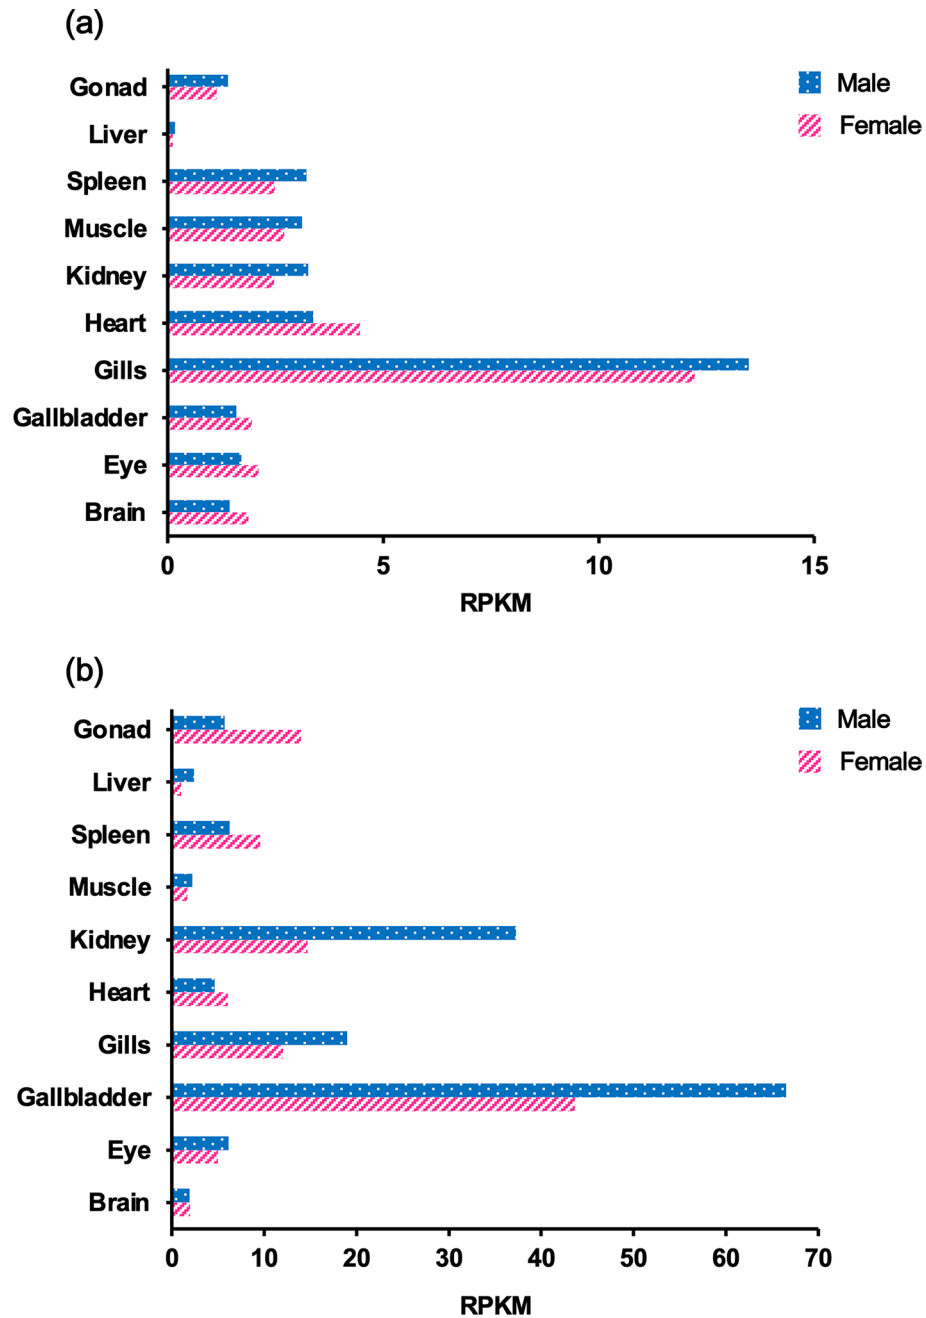 (a)
Male
Female
Gonad
Liver
Spleen
Muscle
Kidney
Heart
Gills
Gallbladder
Eye
Brain
0 5 10 15
RPKM
(b)
Male
Female
Gonad
Liver
Spleen
Muscle
Kidney
Heart
Gills
Gallbladder
Eye
Brain
0 10 20 30 40 50 60 70
RPKM